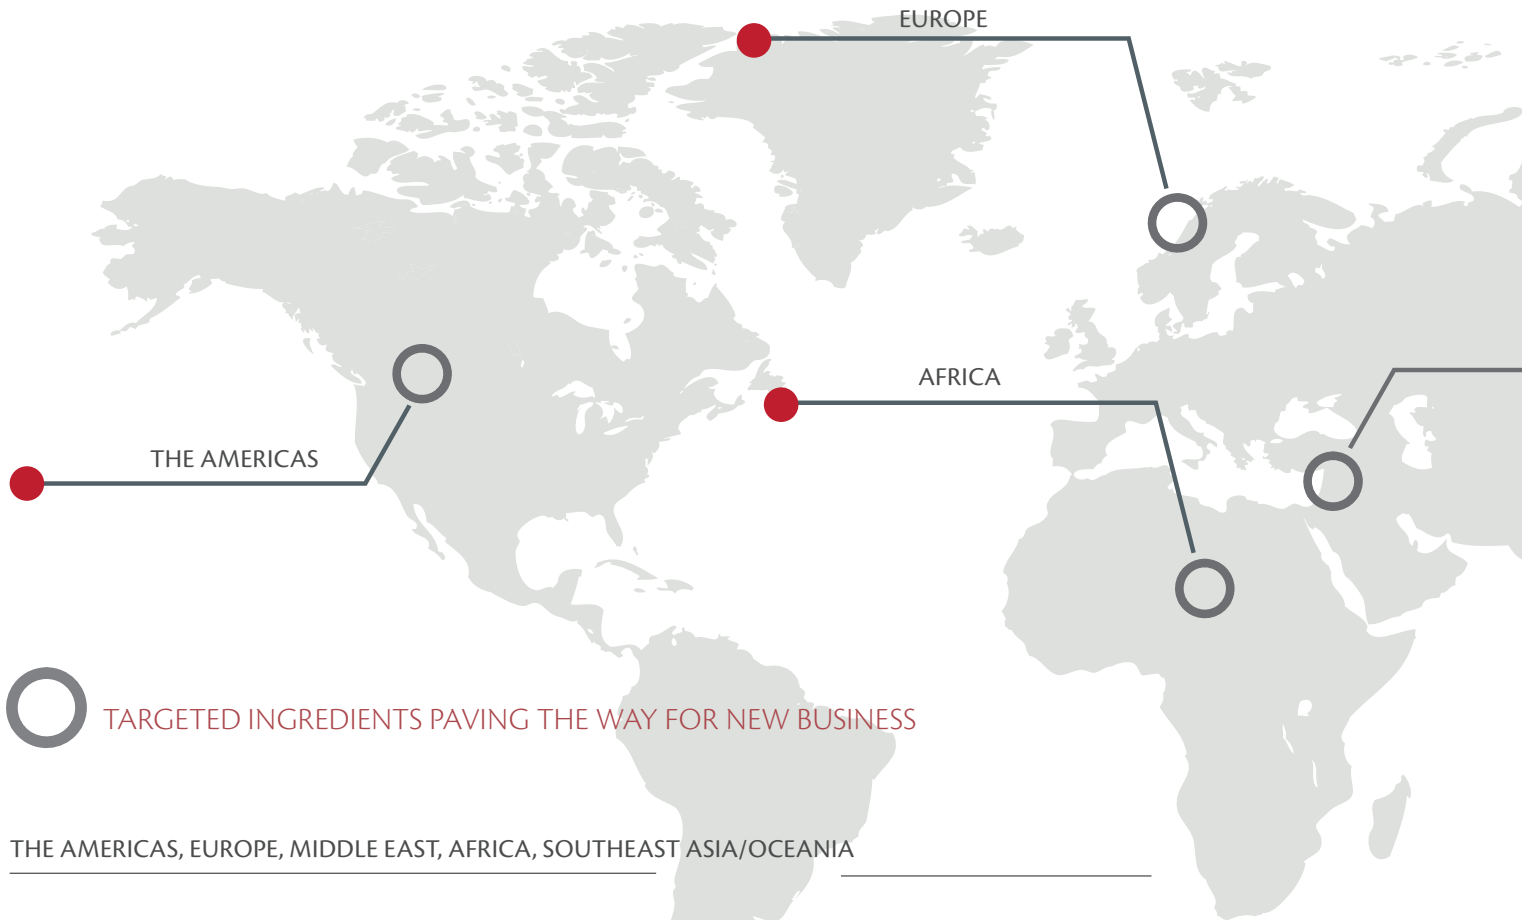 EUROPE
AFRICA
THE AMERICAS
TARGETED INGREDIENTS PAVING THE WAY FOR NEW BUSINESS
THE AMERICAS, EUROPE, MIDDLE EAST, AFRICA, SOUTHEAST ASIA/OCEANIA